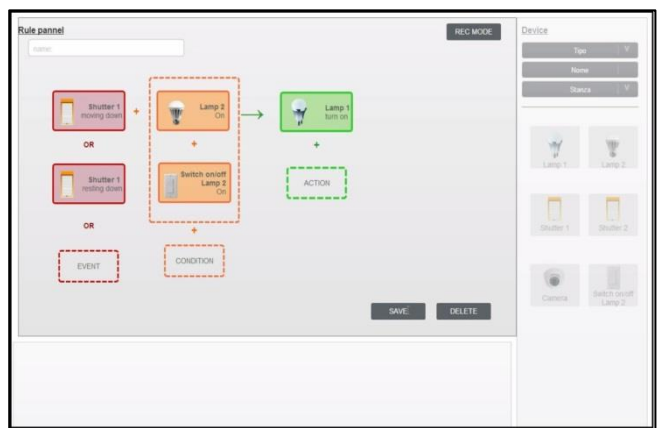 Rule pannel
name
REC MODE
Shutter 1
moving down
+
Lamp 2
On
Lamp 1
turn on
OR
+
+
Shutter 1
resting down
Switch on/off
Lamp 2
On
ACTION
OR
+
EVENT
CONDITION
SAVE
DELETE
Device
Tipo
V
Nome
Stanza
V
Lamp 1
Lamp 2
Shutter 1
Shutter 2
Camera
Switch on/off
Lamp 2